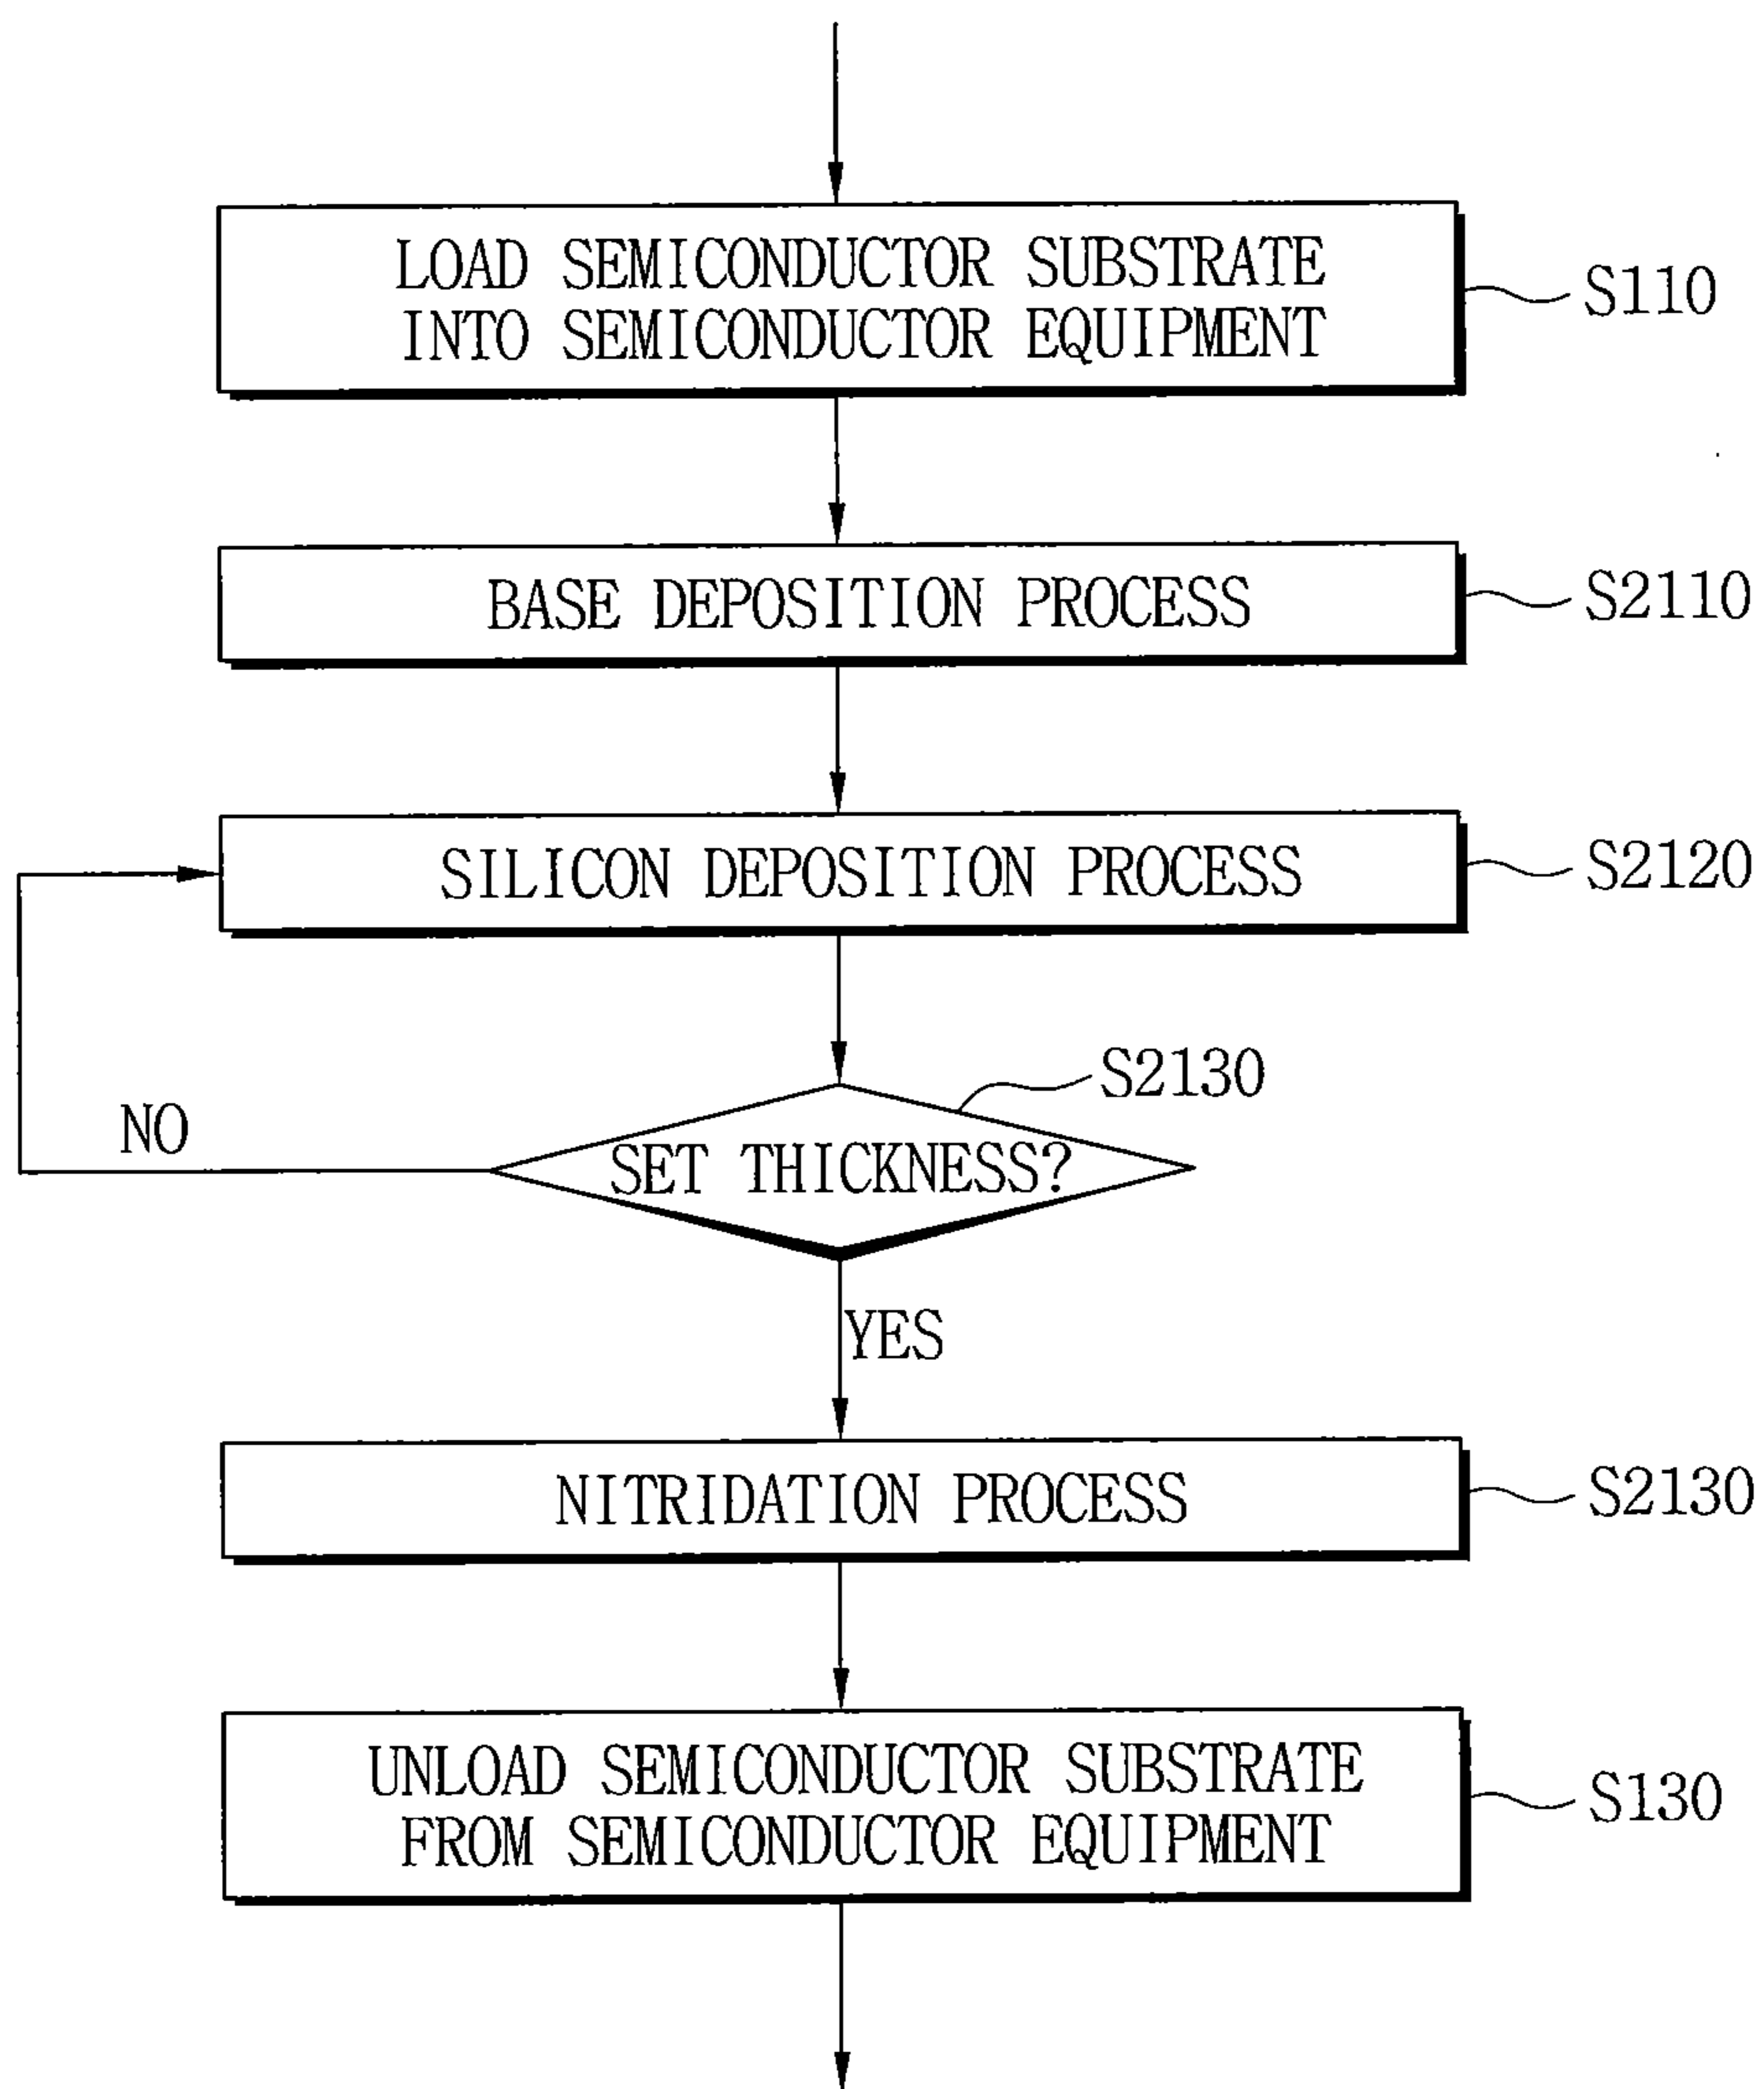 LOAD SEMICONDUCTOR SUBSTRATE
INTO SEMICONDUCTOR EQUIPMENT
S110
BASE DEPOSITION PROCESS
S2110
SILICON DEPOSITION PROCESS
S2120
S2130
NO
SET THICKNESS?
YES
NITRIDATION PROCESS
S2130
UNLOAD SEMICONDUCTOR SUBSTRATE
FROM SEMICONDUCTOR EQUIPMENT
S130